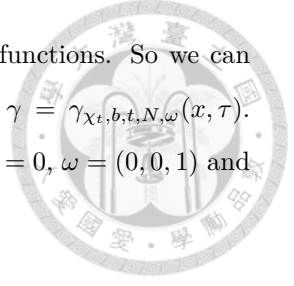 functions. So we can
γ = γ_{χ_t,b,t,N,ω}(x, τ).
= 0, ω = (0, 0, 1) and